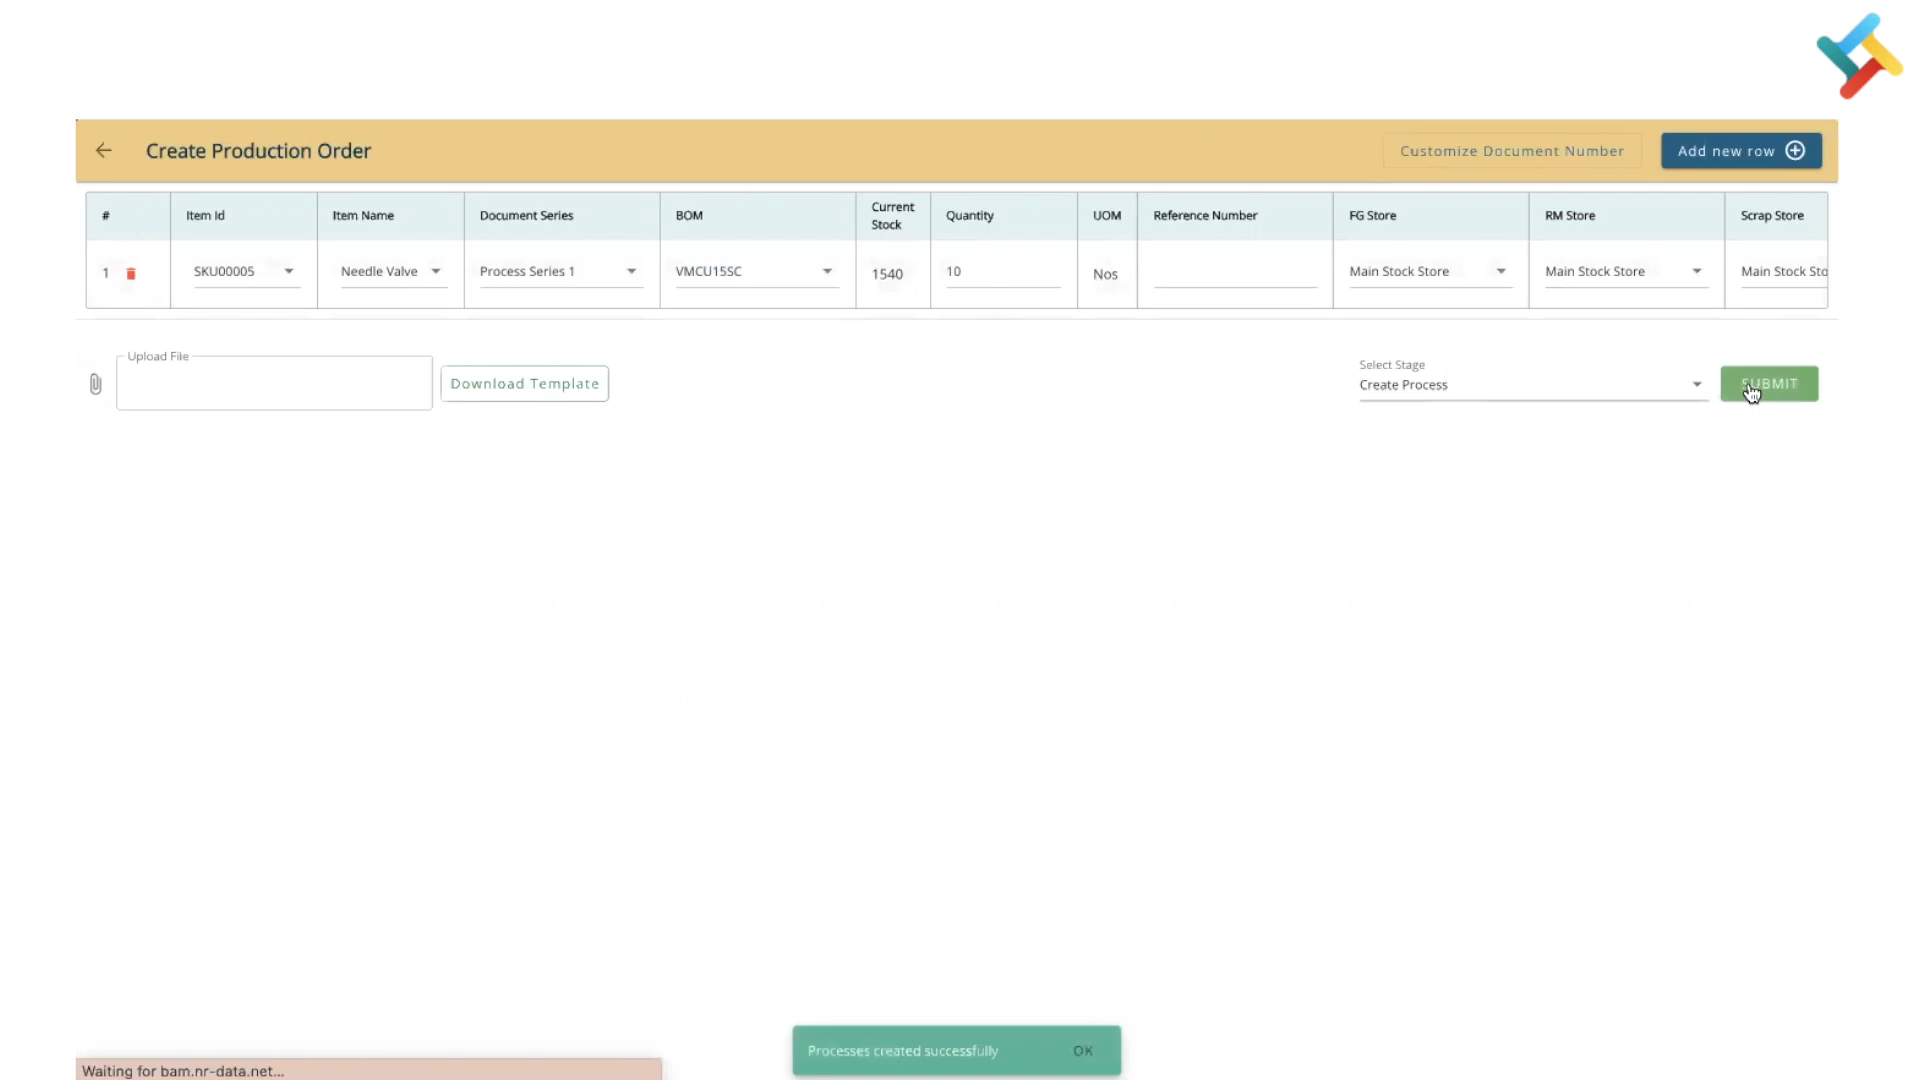 Create Production Order
Customize Document Number
Add new row
# Item Id Item Name Document Series BOM Current Stock Quantity UOM Reference Number FG Store RM Store Scrap Store
1 SKU00005 Needle Valve Process Series 1 VMCU15SC 1540 10 Nos Main Stock Store Main Stock Store Main Stock Sto
Upload File
Download Template
Select Stage
Create Process
SUBMIT
Processes created successfully OK
Waiting for bam.nr-data.net...